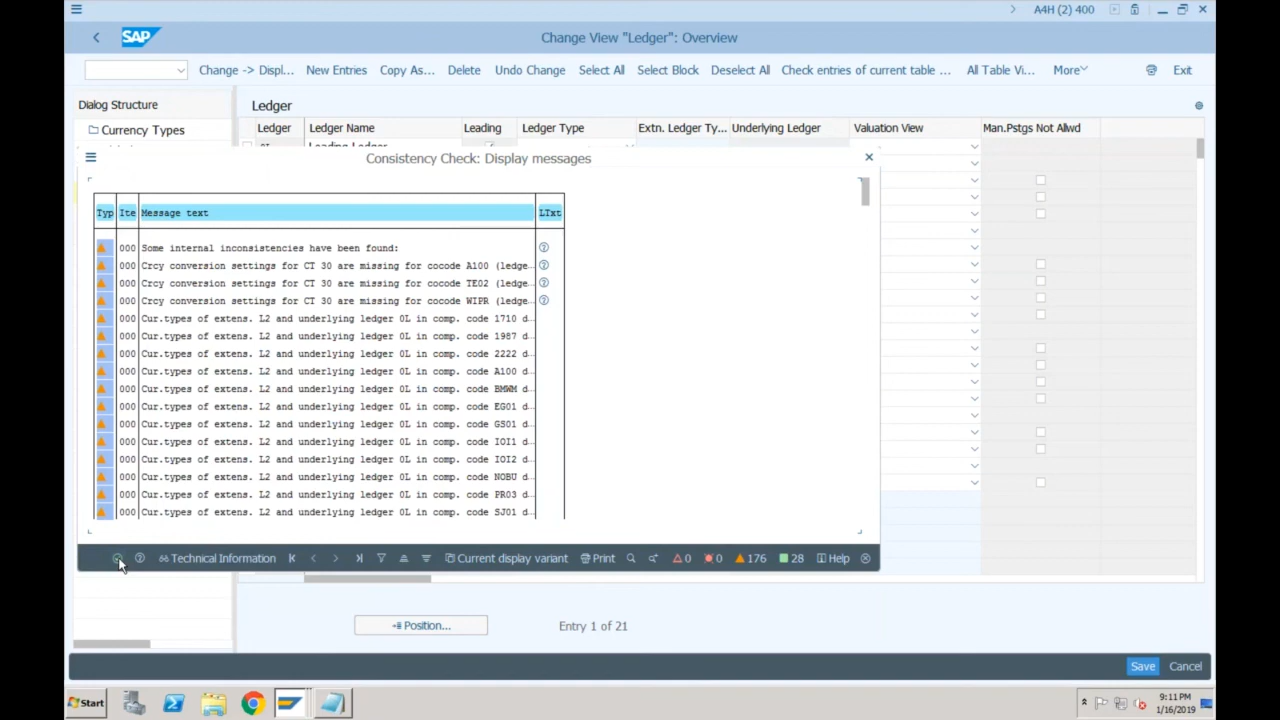 A4H (2) 400
SAP
Change View "Ledger": Overview
Change -> Displ... New Entries Copy As... Delete Undo Change Select All Select Block Deselect All Check entries of current table ... All Table Vi... More Exit
Dialog Structure
Ledger
Currency Types
Ledger Ledger Name Leading Ledger Type Extn. Ledger Ty... Underlying Ledger Valuation View Man.Pstgs Not Allwd
Leading Ledger
Consistency Check: Display messages
Typ Ite Message text LTxt
000 Some internal inconsistencies have been found:
000 Crcy conversion settings for CT 30 are missing for cocode A100 (ledge...
000 Crcy conversion settings for CT 30 are missing for cocode TE02 (ledge...
000 Crcy conversion settings for CT 30 are missing for cocode WIPR (ledge...
000 Cur.types of extens. L2 and underlying ledger 0L in comp. code 1710 d...
000 Cur.types of extens. L2 and underlying ledger 0L in comp. code 1987 d...
000 Cur.types of extens. L2 and underlying ledger 0L in comp. code 2222 d...
000 Cur.types of extens. L2 and underlying ledger 0L in comp. code A100 d...
000 Cur.types of extens. L2 and underlying ledger 0L in comp. code BMWM d...
000 Cur.types of extens. L2 and underlying ledger 0L in comp. code EG01 d...
000 Cur.types of extens. L2 and underlying ledger 0L in comp. code GS01 d...
000 Cur.types of extens. L2 and underlying ledger 0L in comp. code IOI1 d...
000 Cur.types of extens. L2 and underlying ledger 0L in comp. code IOI2 d...
000 Cur.types of extens. L2 and underlying ledger 0L in comp. code NOBU d...
000 Cur.types of extens. L2 and underlying ledger 0L in comp. code PR03 d...
000 Cur.types of extens. L2 and underlying ledger 0L in comp. code SJ01 d...
Technical Information Current display variant Print 0 0 176 28 Help
Position... Entry 1 of 21
Save Cancel
Start
9:11 PM
1/16/2019